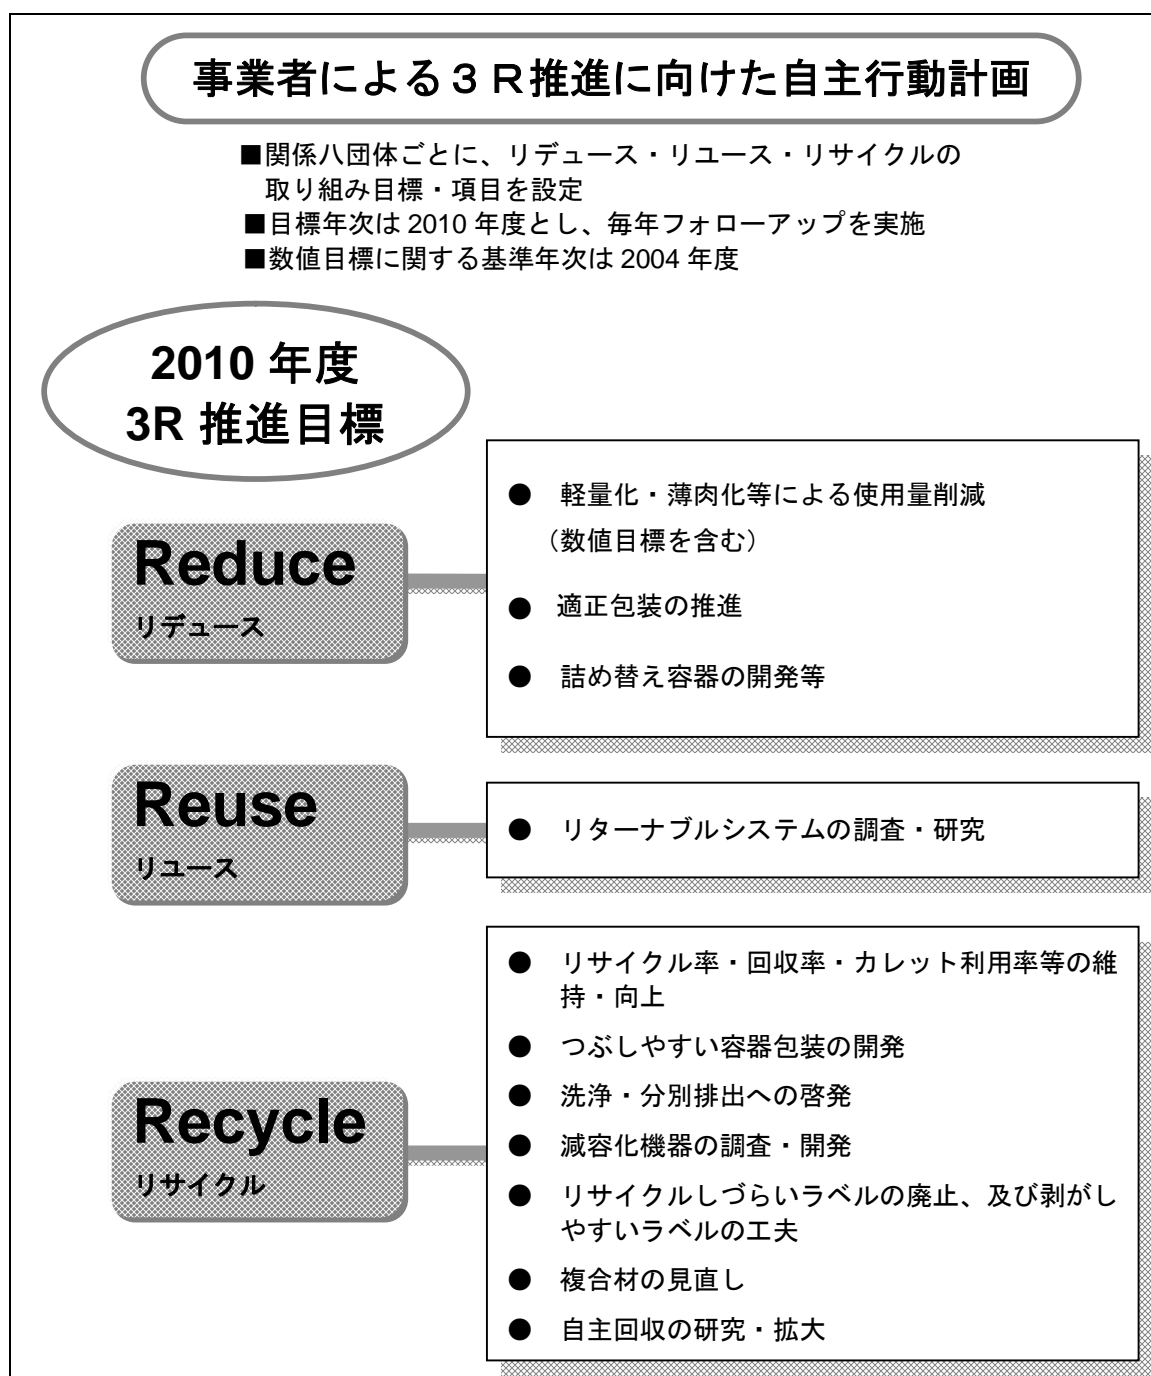 事業者による３Ｒ推進に向けた自主行動計画
■関係八団体ごとに、リデュース・リユース・リサイクルの
取り組み目標・項目を設定
■目標年次は 2010 年度とし、毎年フォローアップを実施
■数値目標に関する基準年次は 2004 年度
2010 年度
3R 推進目標
Reduce
リデュース
● 軽量化・薄肉化等による使用量削減
（数値目標を含む）
● 適正包装の推進
● 詰め替え容器の開発等
Reuse
リユース
● リターナブルシステムの調査・研究
Recycle
リサイクル
● リサイクル率・回収率・カレット利用率等の維
持・向上
● つぶしやすい容器包装の開発
● 洗浄・分別排出への啓発
● 減容化機器の調査・開発
● リサイクルしづらいラベルの廃止、及び剥がし
やすいラベルの工夫
● 複合材の見直し
● 自主回収の研究・拡大